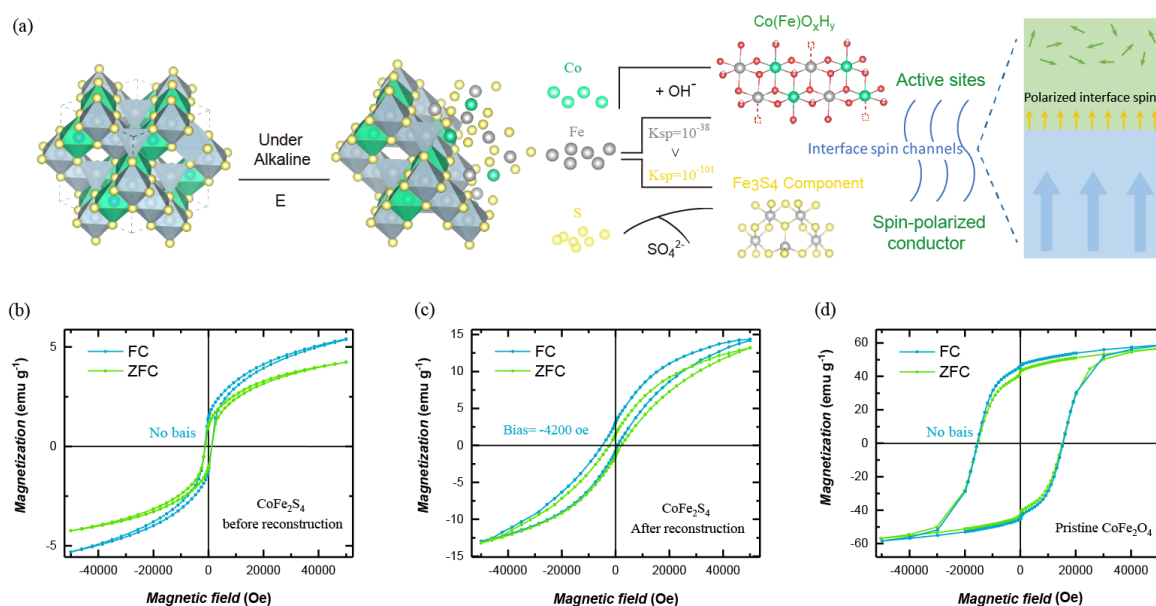 (a)
Under
Alkaline
E
Co
Fe
S
+ OH⁻
Ksp=10⁻³⁸
V
Ksp=10⁻¹⁰¹
SO₄²⁻
Co(Fe)OₓHᵧ
Fe3S4 Component
Active sites
Interface spin channels
Spin-polarized
conductor
Polarized interface spin
(b)
FC
ZFC
No bais
CoFe₂S₄
before reconstruction
Magnetization (emu g⁻¹)
5
0
-5
-40000 -20000 0 20000 40000
Magnetic field (Oe)
(c)
FC
ZFC
Bias= -4200 oe
CoFe₂S₄
After reconstruction
Magnetization (emu g⁻¹)
15
10
5
0
-5
-10
-15
-40000 -20000 0 20000 40000
Magnetic field (Oe)
(d)
FC
ZFC
No bais
Pristine CoFe₂O₄
Magnetization (emu g⁻¹)
60
40
20
0
-20
-40
-60
-40000 -20000 0 20000 40000
Magnetic field (Oe)